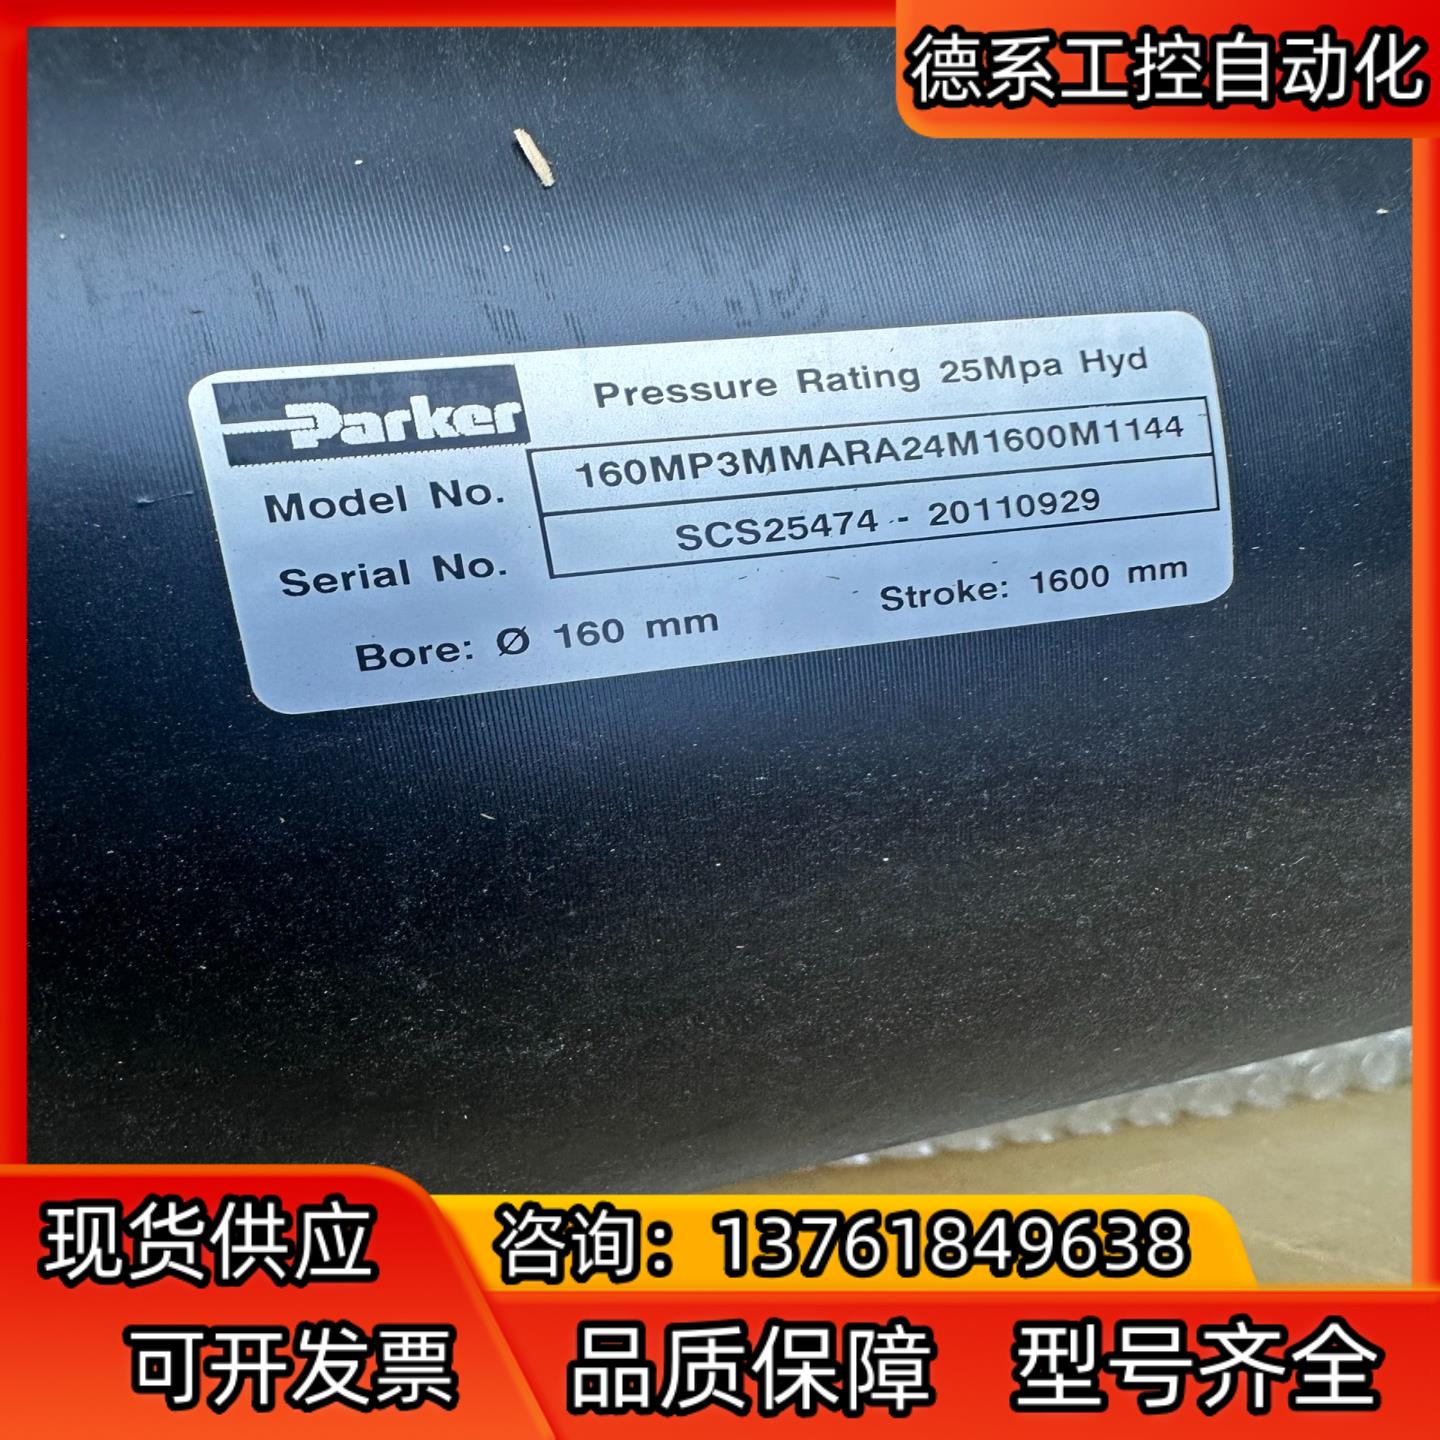 德系工控自动化
Parker
Pressure Rating 25Mpa Hyd
Model No. 160MP3MMARA24M1600M1144
Serial No. SCS25474 - 20110929
Bore: Ø 160 mm Stroke: 1600 mm
现货供应
咨询：13761849638
可开发票 品质保障 型号齐全